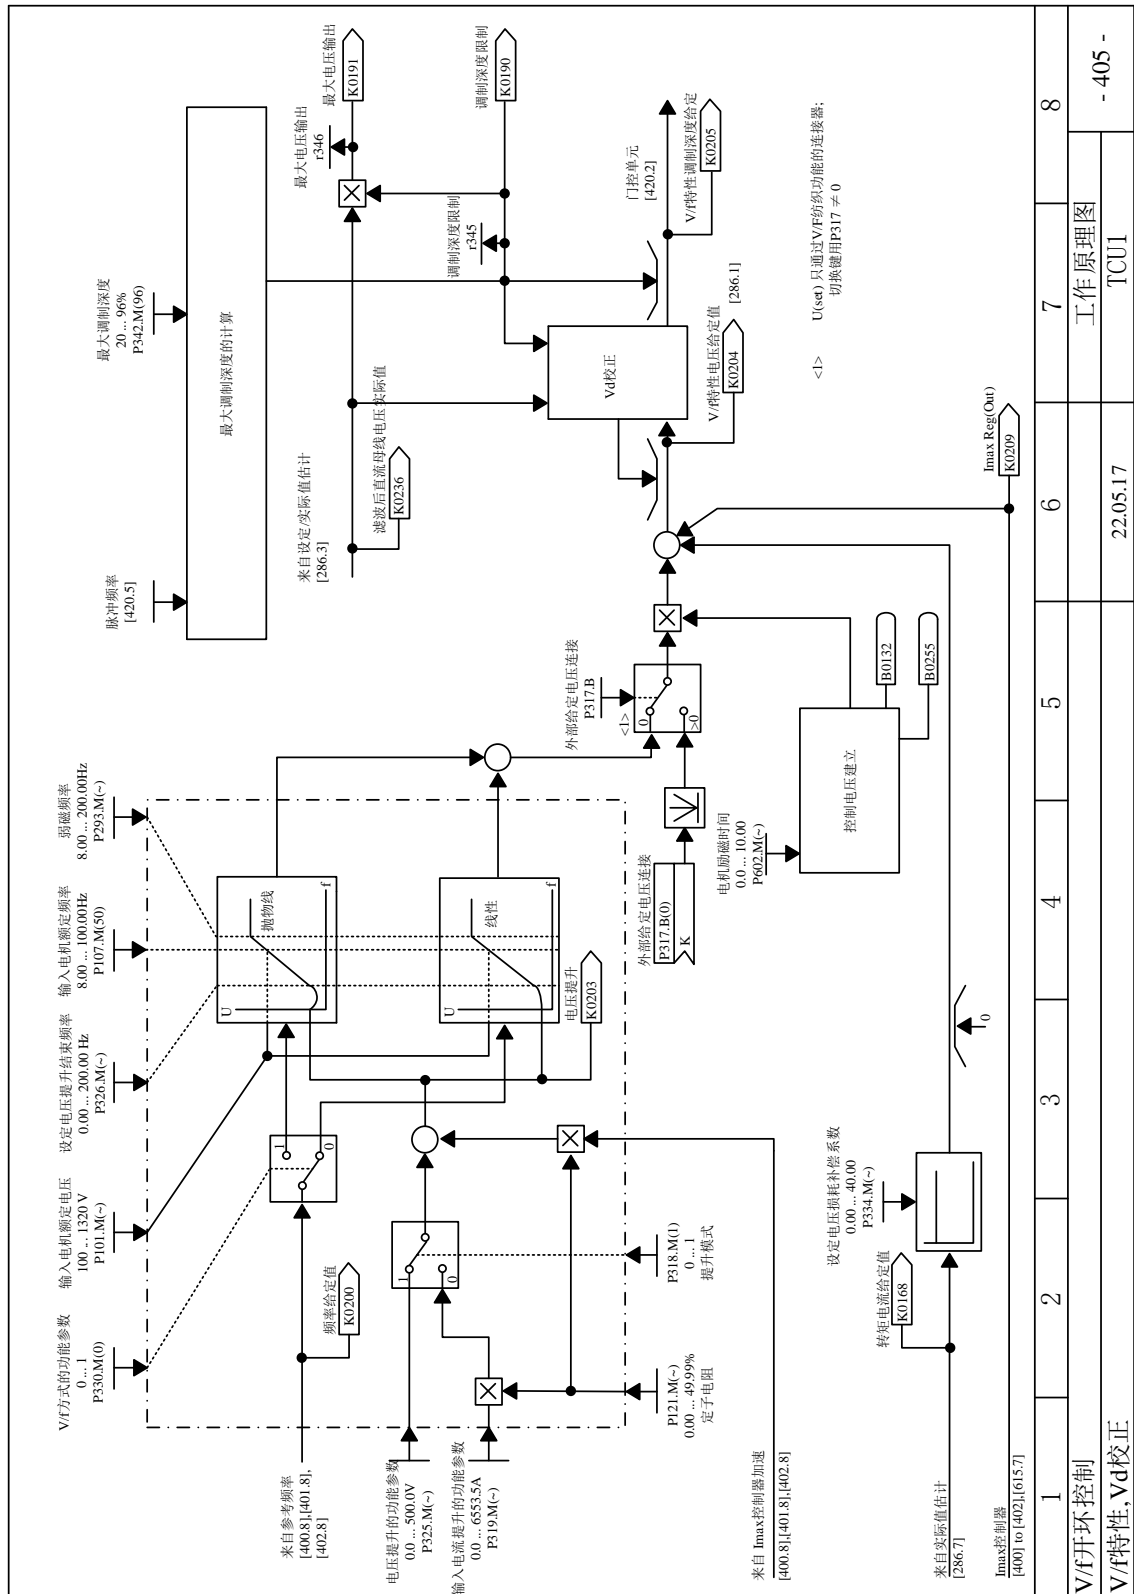 V/f方式的功能参数
0 ... 1
P330.M(0)
输入电机额定电压
100 ... 1320 V
P101.M(~)
设定电压提升结束频率
0.00 ... 200.00 Hz
P326.M(~)
输入电机额定频率
8.00 ... 100.00Hz
P107.M(50)
弱磁频率
8.00 ... 200.00Hz
P293.M(~)
脉冲频率
[420.5]
最大调制深度
20 ... 96%
P342.M(96)
最大调制深度的计算
来自参考频率
[400.8],[401.8],
[402.8]
频率给定值
K0200
1
0
抛物线
U
f
线性
U
f
电压提升
K0203
电压提升的功能参数
0.0 ... 500.0V
P325.M(~)
输入电流提升的功能参数
0.0 ... 6553.5A
P319.M(~)
1
0
P121.M(~)
0.00 ... 49.99%
定子电阻
P318.M(1)
0 ... 1
提升模式
来自 Imax控制器加速
[400.8],[401.8],[402.8]
外部给定电压连接
P317.B(0)
K
外部给定电压连接
P317.B
<1>
0
>0
电机励磁时间
0.0 ... 10.00
P602.M(~)
控制电压建立
B0132
B0255
来自设定/实际值估计
[286.3]
滤波后直流母线电压实际值
K0236
最大电压输出
r346
最大电压输出
K0191
调制深度限制
r345
调制深度限制
K0190
Vd校正
V/f特性电压给定值
[286.1]
K0204
门控单元
[420.2]
V/f特性调制深度给定
K0205
<1>
U(set) 只通过V/F纺织功能的连接器;
切换键用P317 ≠ 0
来自实际值估计
[286.7]
转矩电流给定值
K0168
设定电压损耗补偿系数
0.00 ... 40.00
P334.M(~)
0
Imax控制器
[400] to [402],[615.7]
Imax Reg(Out)
K0209
1
2
3
4
5
6
7
8
V/f开环控制
V/f特性, Vd校正
22.05.17
工作原理图
TCU1
- 405 -